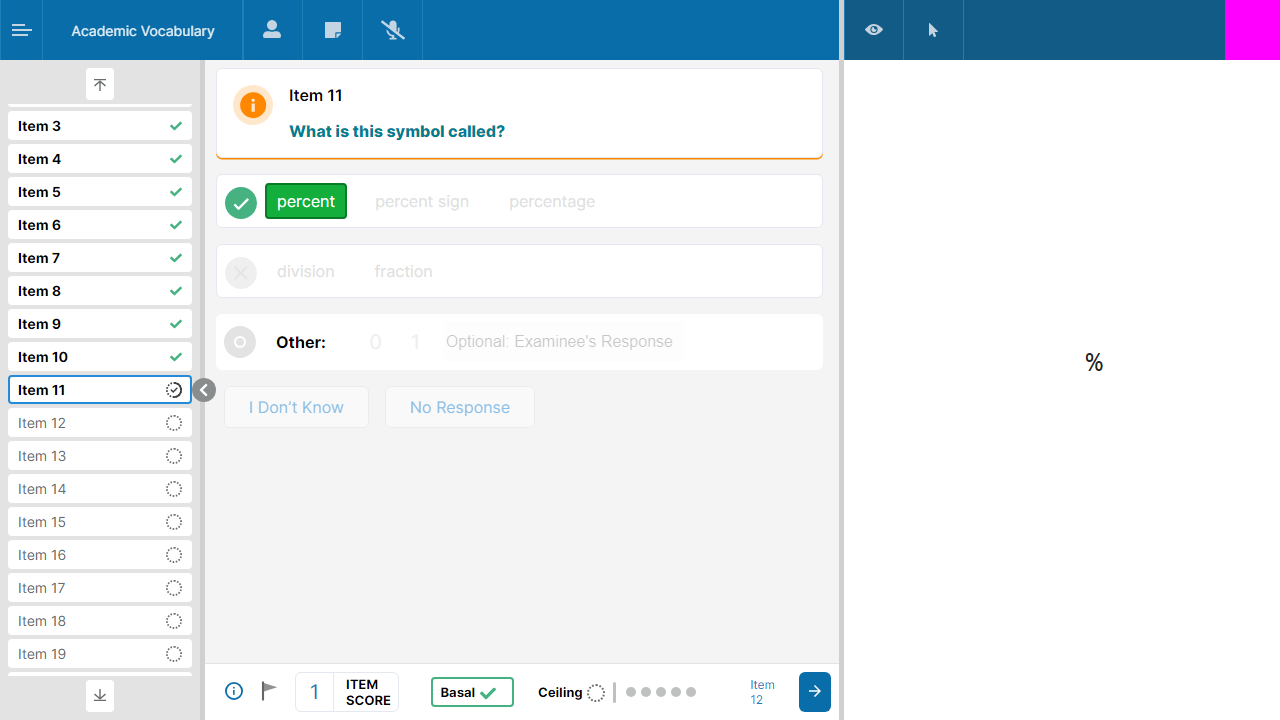 Academic Vocabulary
Item 3
Item 4
Item 5
Item 6
Item 7
Item 8
Item 9
Item 10
Item 11
Item 12
Item 13
Item 14
Item 15
Item 16
Item 17
Item 18
Item 19
Item 11
What is this symbol called?
percent percent sign percentage
division fraction
Other: 0 1 Optional: Examinee's Response
I Don't Know No Response
1 ITEM SCORE
Basal
Ceiling
Item 12
%